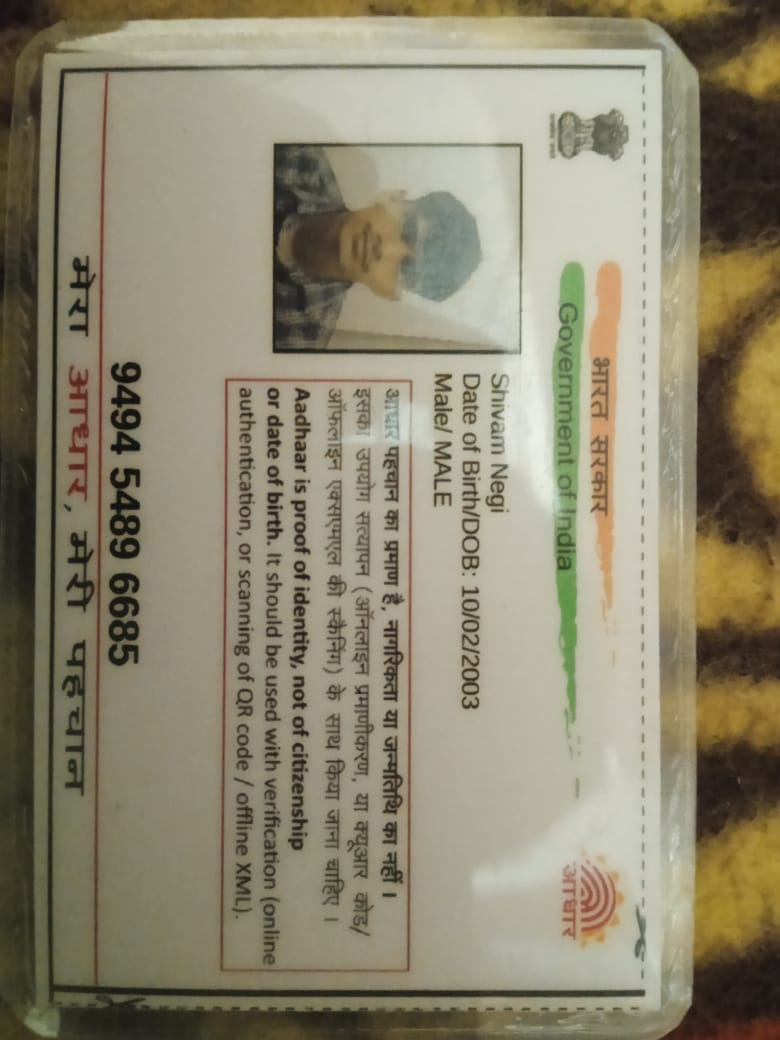 भारत सरकार
Government of India
आधार
Shivam Negi
Date of Birth/DOB: 10/02/2003
Male/ MALE
आधार पहचान का प्रमाण है, नागरिकता या जन्मतिथि का नहीं ।
इसका उपयोग सत्यापन (ऑनलाइन प्रमाणीकरण, या क्यूआर कोड/
ऑफलाइन एक्सएमएल की स्कैनिंग) के साथ किया जाना चाहिए ।
Aadhaar is proof of identity, not of citizenship
or date of birth. It should be used with verification (online
authentication, or scanning of QR code / offline XML).
9494 5489 6685
मेरा आधार, मेरी पहचान